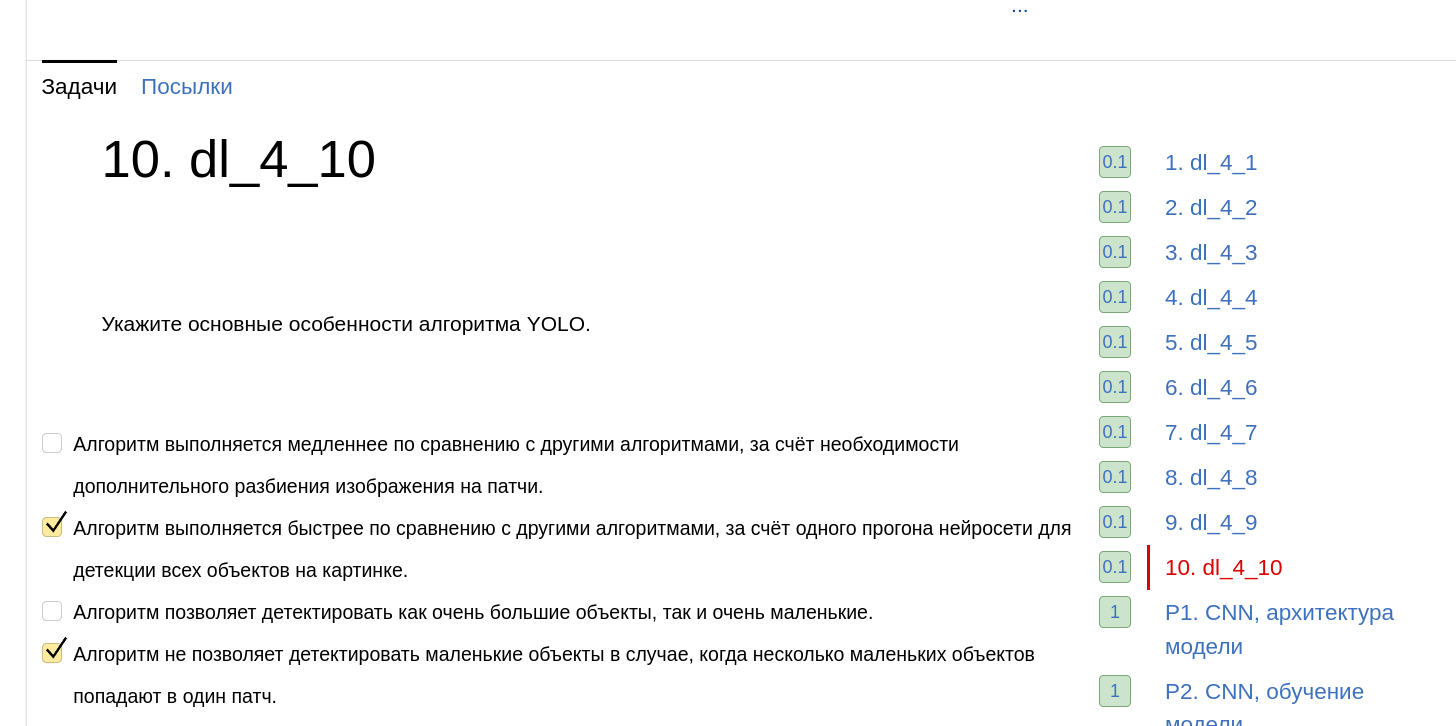 ...
Задачи Посылки
10. dl_4_10
Укажите основные особенности алгоритма YOLO.
Алгоритм выполняется медленнее по сравнению с другими алгоритмами, за счёт необходимости
дополнительного разбиения изображения на патчи.
Алгоритм выполняется быстрее по сравнению с другими алгоритмами, за счёт одного прогона нейросети для
детекции всех объектов на картинке.
Алгоритм позволяет детектировать как очень большие объекты, так и очень маленькие.
Алгоритм не позволяет детектировать маленькие объекты в случае, когда несколько маленьких объектов
попадают в один патч.
0.1 1. dl_4_1
0.1 2. dl_4_2
0.1 3. dl_4_3
0.1 4. dl_4_4
0.1 5. dl_4_5
0.1 6. dl_4_6
0.1 7. dl_4_7
0.1 8. dl_4_8
0.1 9. dl_4_9
0.1 10. dl_4_10
1 P1. CNN, архитектура
модели
1 P2. CNN, обучение
модели